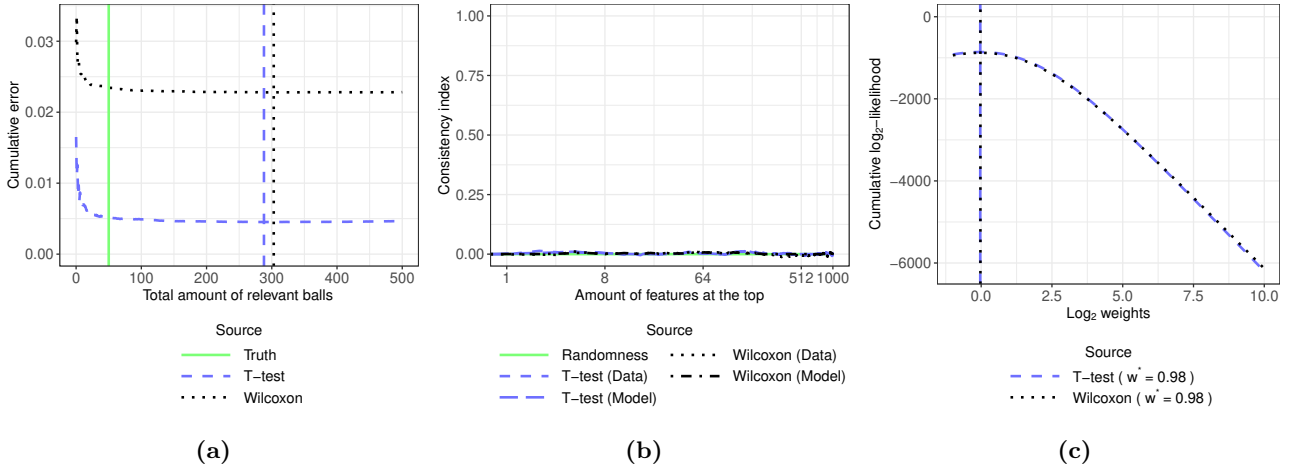 Cumulative error
0.03
0.02
0.01
0.00
0 100 200 300 400 500
Total amount of relevant balls
Source
Truth
T−test
Wilcoxon
(a)
Consistency index
1.00
0.75
0.50
0.25
0.00
1 8 64 512 1000
Amount of features at the top
Source
Randomness
T−test (Data)
T−test (Model)
Wilcoxon (Data)
Wilcoxon (Model)
(b)
Cumulative log₂−likelihood
0
−2000
−4000
−6000
0.0 2.5 5.0 7.5 10.0
Log₂ weights
Source
T−test ( w* = 0.98 )
Wilcoxon ( w* = 0.98 )
(c)